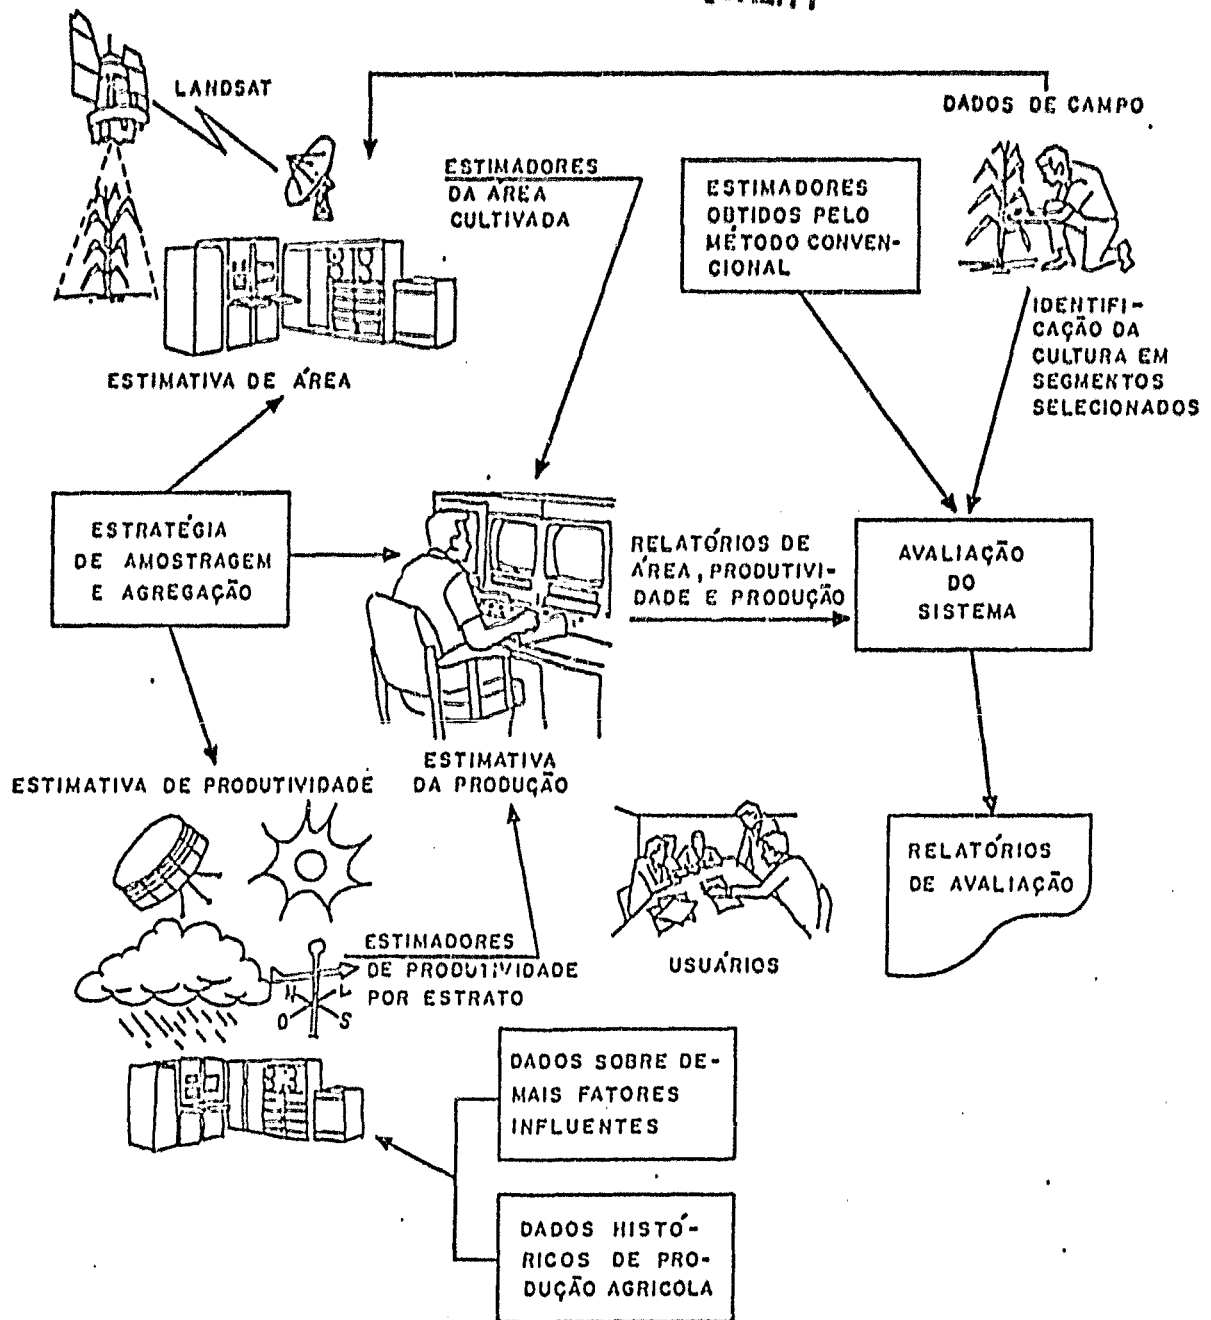 LANDSAT
DADOS DE CAMPO
ESTIMADORES
DA ÁREA
CULTIVADA
ESTIMADORES
OBTIDOS PELO
MÉTODO CONVEN-
CIONAL
IDENTIFI-
CAÇÃO DA
CULTURA EM
SEGMENTOS
SELECIONADOS
ESTIMATIVA DE ÁREA
ESTRATÉGIA
DE AMOSTRAGEM
E AGREGAÇÃO
RELATÓRIOS DE
ÁREA, PRODUTIVI-
DADE E PRODUÇÃO
AVALIAÇÃO
DO
SISTEMA
ESTIMATIVA
DA PRODUÇÃO
ESTIMATIVA DE PRODUTIVIDADE
RELATÓRIOS
DE AVALIAÇÃO
USUÁRIOS
ESTIMADORES
DE PRODUTIVIDADE
POR ESTRATO
N L
O S
DADOS SOBRE DE-
MAIS FATORES
INFLUENTES
DADOS HISTÓ-
RICOS DE PRO-
DUÇÃO AGRICOLA